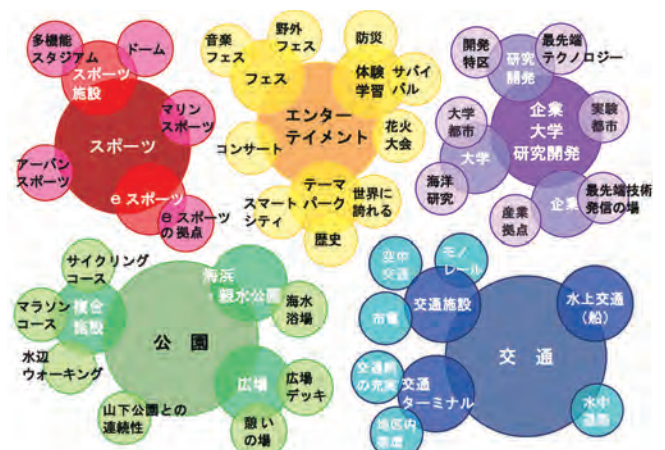 多機能
スタジアム
ドーム
スポーツ
施設
マリン
スポーツ
スポーツ
アーバン
スポーツ
eスポーツ
eスポーツ
の拠点
音楽
フェス
野外
フェス
フェス
防災
体験
学習
サバイ
バル
エンター
テイメント
花火
大会
コンサート
テーマ
パーク
スマート
シティ
世界に
誇れる
歴史
開発
特区
研究
開発
最先端
テクノロジー
企業
大学
研究開発
実験
都市
大学
都市
大学
海洋
研究
産業
拠点
企業
最先端技術
発信の場
サイクリング
コース
マラソン
コース
複合
施設
水辺
ウォーキング
公 園
海浜
・親水公園
海水
浴場
広場
広場
デッキ
憩いの
の場
山下公園との
連続性
空中
交通
モノ
レール
交通施設
市電
水上交通
（船）
交 通
交通網
の充実
交通
ターミナル
地区内
水中